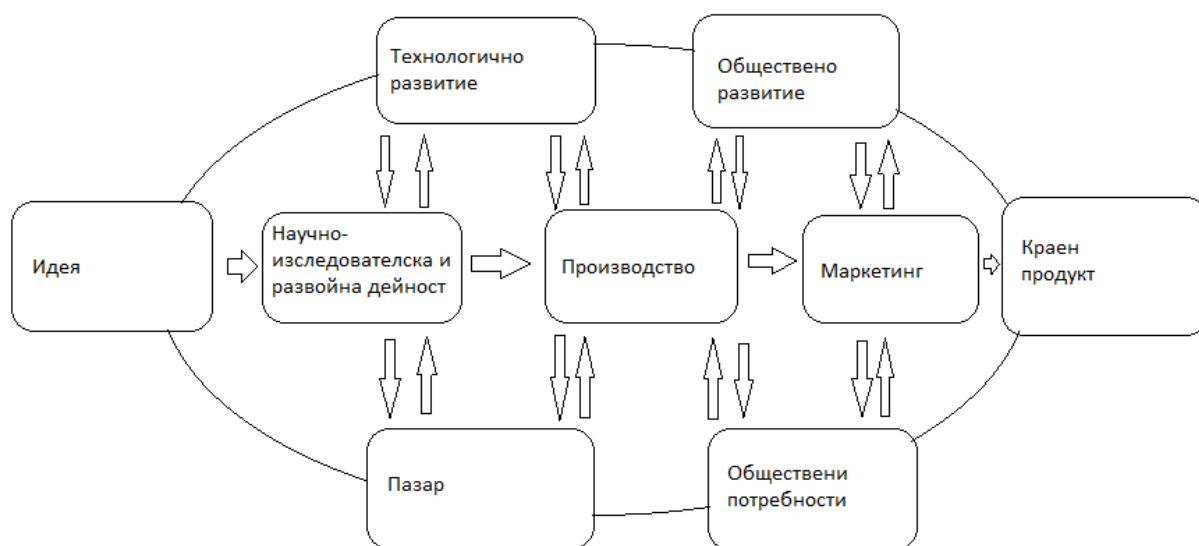 Технологично
развитие
Обществено
развитие
Идея
Научно-
изследователска и
развойна дейност
Производство
Маркетинг
Краен
продукт
Пазар
Обществени
потребности